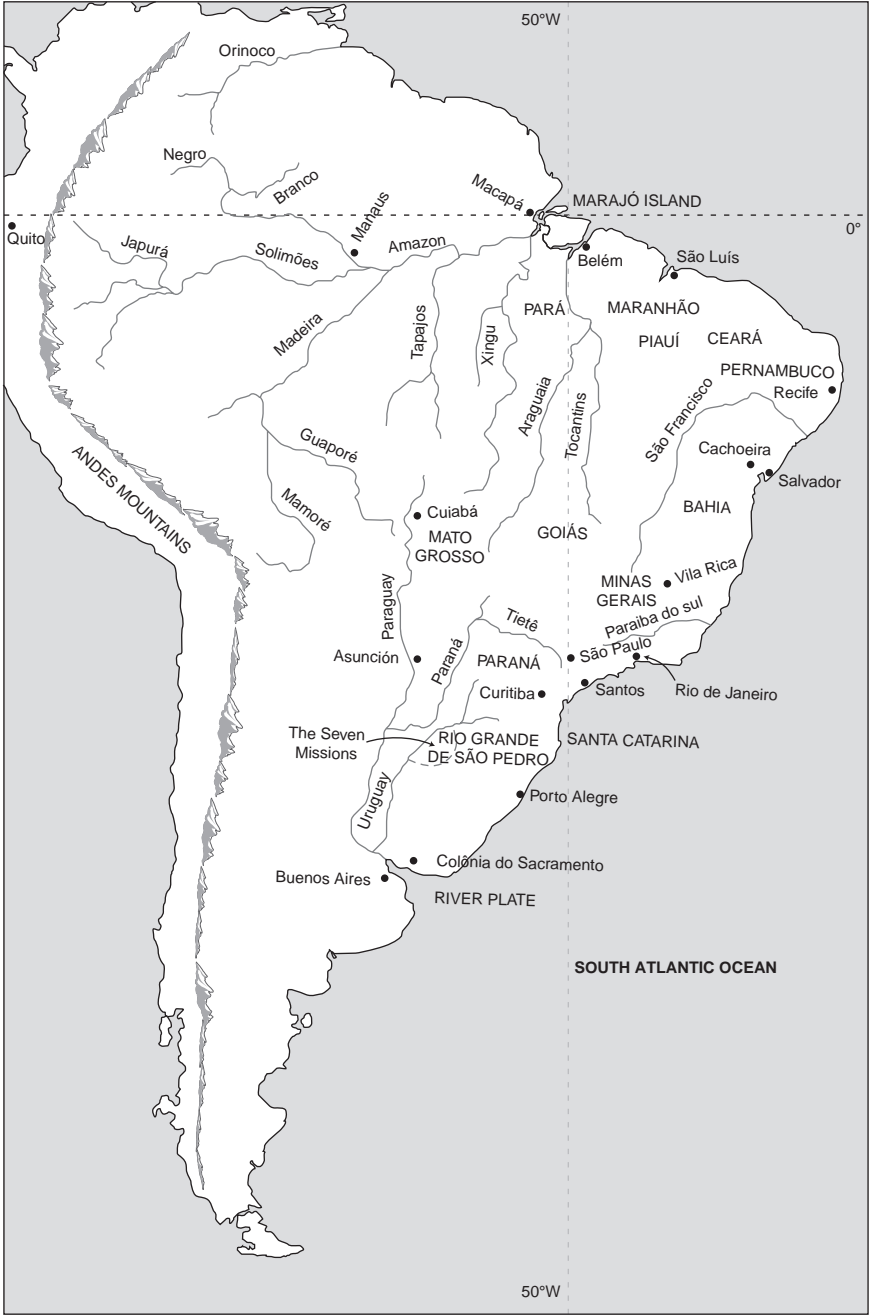 50°W
Orinoco
Negro
Branco
Manaus
Macapá
MARAJÓ ISLAND
0°
Quito
Japurá
Solimões
Amazon
Belém
São Luís
Madeira
Tapajos
Xingu
PARÁ
MARANHÃO
PIAUÍ
CEARÁ
PERNAMBUCO
Recife
Araguaia
Tocantins
São Francisco
Guaporé
Cachoeira
Salvador
ANDES MOUNTAINS
Mamoré
Cuiabá
MATO
GROSSO
GOIÁS
BAHIA
MINAS
GERAIS
Vila Rica
Paraguay
Tietê
Paraiba do sul
Asunción
Paraná
PARANÁ
São Paulo
Curitiba
Santos
Rio de Janeiro
The Seven
Missions
RIO GRANDE
DE SÃO PEDRO
SANTA CATARINA
Uruguay
Porto Alegre
Colônia do Sacramento
Buenos Aires
RIVER PLATE
SOUTH ATLANTIC OCEAN
50°W